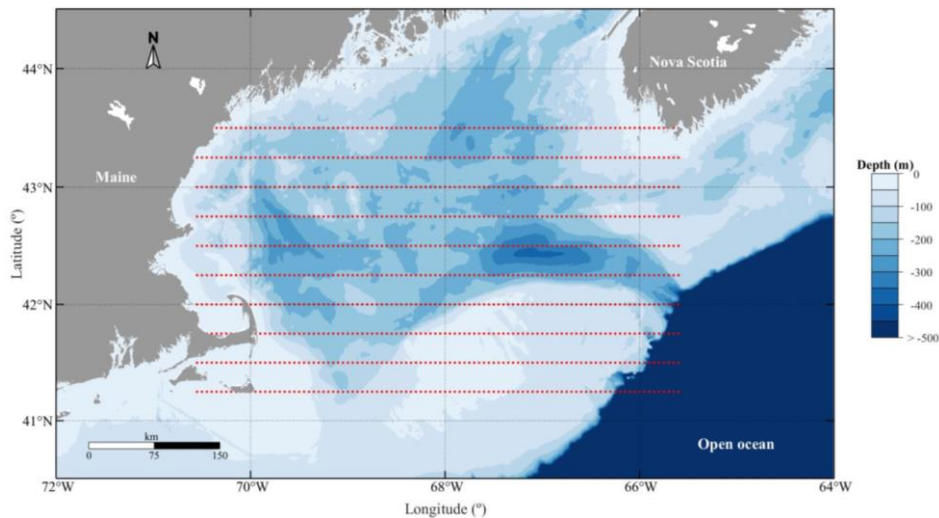 N
44°N
43°N
42°N
41°N
Latitude (º)
Maine
Nova Scotia
Open ocean
km
0 75 150
72°W 70°W 68°W 66°W 64°W
Longitude (º)
Depth (m)
0
-100
-200
-300
-400
> -500